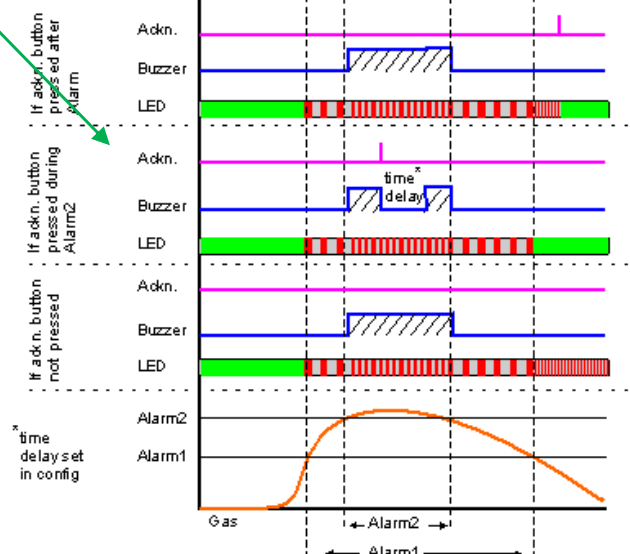 If ackn. button
pressed after
Alarm
Ackn.
Buzzer
LED
If ackn. button
pressed during
Alarm2
Ackn.
time*
delay
Buzzer
LED
If ackn. button
not pressed
Ackn.
Buzzer
LED
*time
delay set
in config
Alarm2
Alarm1
Gas
Alarm2
Alarm1